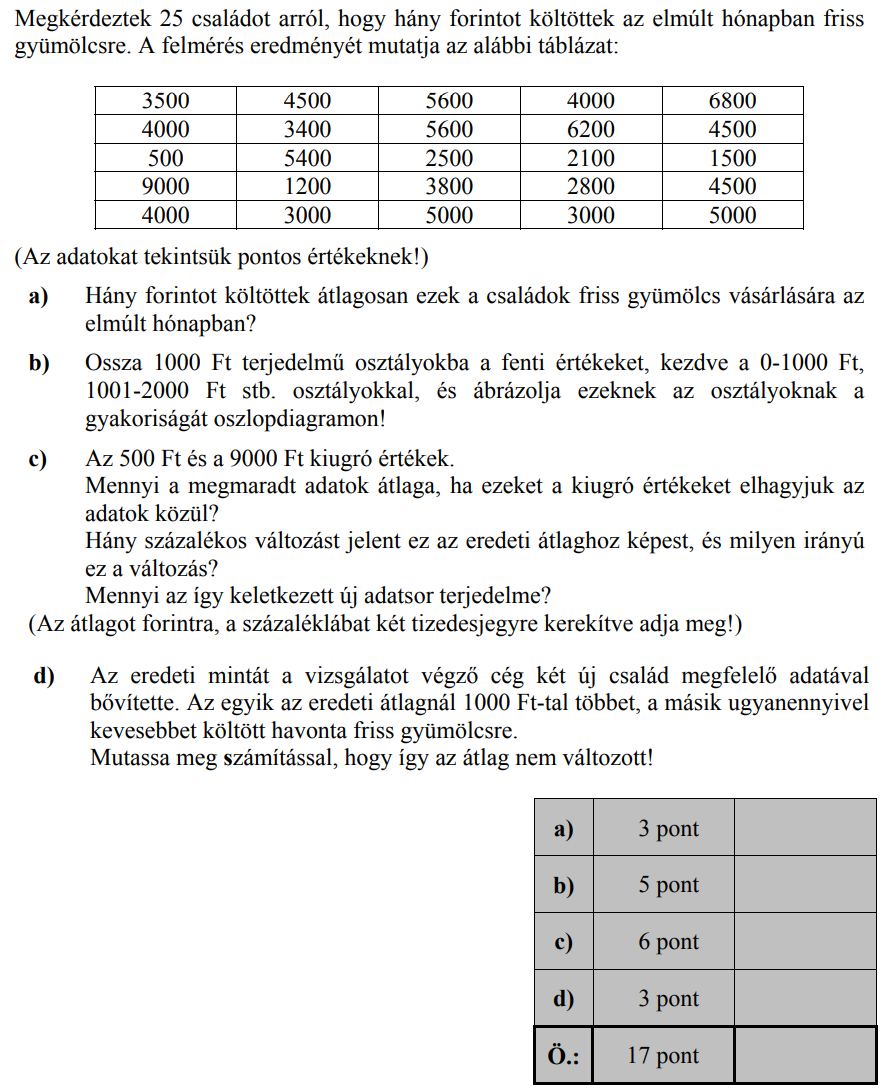 Megkérdeztek 25 családot arról, hogy hány forintot költöttek az elmúlt hónapban friss
gyümölcsre. A felmérés eredményét mutatja az alábbi táblázat:
3500 4500 5600 4000 6800
4000 3400 5600 6200 4500
500 5400 2500 2100 1500
9000 1200 3800 2800 4500
4000 3000 5000 3000 5000
(Az adatokat tekintsük pontos értékeknek!)
a) Hány forintot költöttek átlagosan ezek a családok friss gyümölcs vásárlására az
elmúlt hónapban?
b) Ossza 1000 Ft terjedelmű osztályokba a fenti értékeket, kezdve a 0-1000 Ft,
1001-2000 Ft stb. osztályokkal, és ábrázolja ezeknek az osztályoknak a
gyakoriságát oszlopdiagramon!
c) Az 500 Ft és a 9000 Ft kiugró értékek.
Mennyi a megmaradt adatok átlaga, ha ezeket a kiugró értékeket elhagyjuk az
adatok közül?
Hány százalékos változást jelent ez az eredeti átlaghoz képest, és milyen irányú
ez a változás?
Mennyi az így keletkezett új adatsor terjedelme?
(Az átlagot forintra, a százaléklábat két tizedesjegyre kerekítve adja meg!)
d) Az eredeti mintát a vizsgálatot végző cég két új család megfelelő adatával
bővítette. Az egyik az eredeti átlagnál 1000 Ft-tal többet, a másik ugyanennyivel
kevesebbet költött havonta friss gyümölcsre.
Mutassa meg számítással, hogy így az átlag nem változott!
a) 3 pont
b) 5 pont
c) 6 pont
d) 3 pont
Ö.: 17 pont